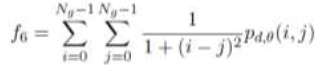 f_6 = \sum_{i=0}^{N_g-1} \sum_{j=0}^{N_g-1} \frac{1}{1+(i-j)^2} p_{d,\theta}(i,j)